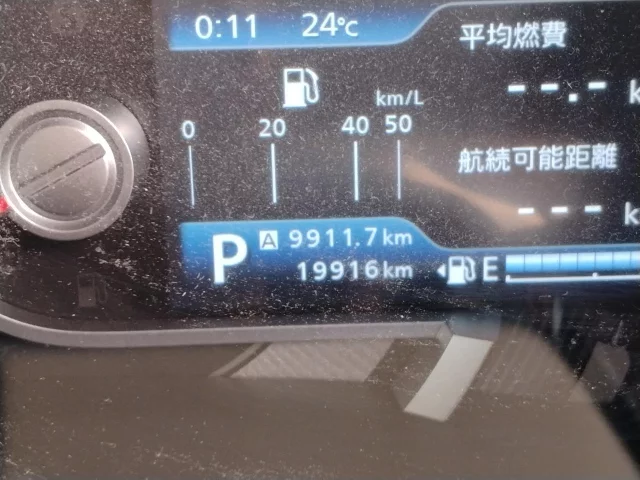 0:11 24℃
平均燃費
--.- k
km/L
0 20 40 50
航続可能距離
--- k
P A 9911.7km
19916km
E